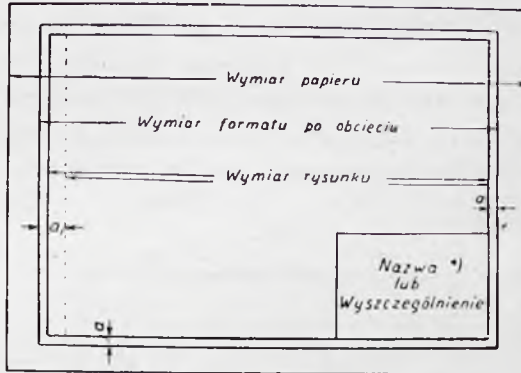 Wymiar papieru
Wymiar formatu po obcięciu
Wymiar rysunku
a
a
Nazwa *)
lub
Wyszczególnienie
a